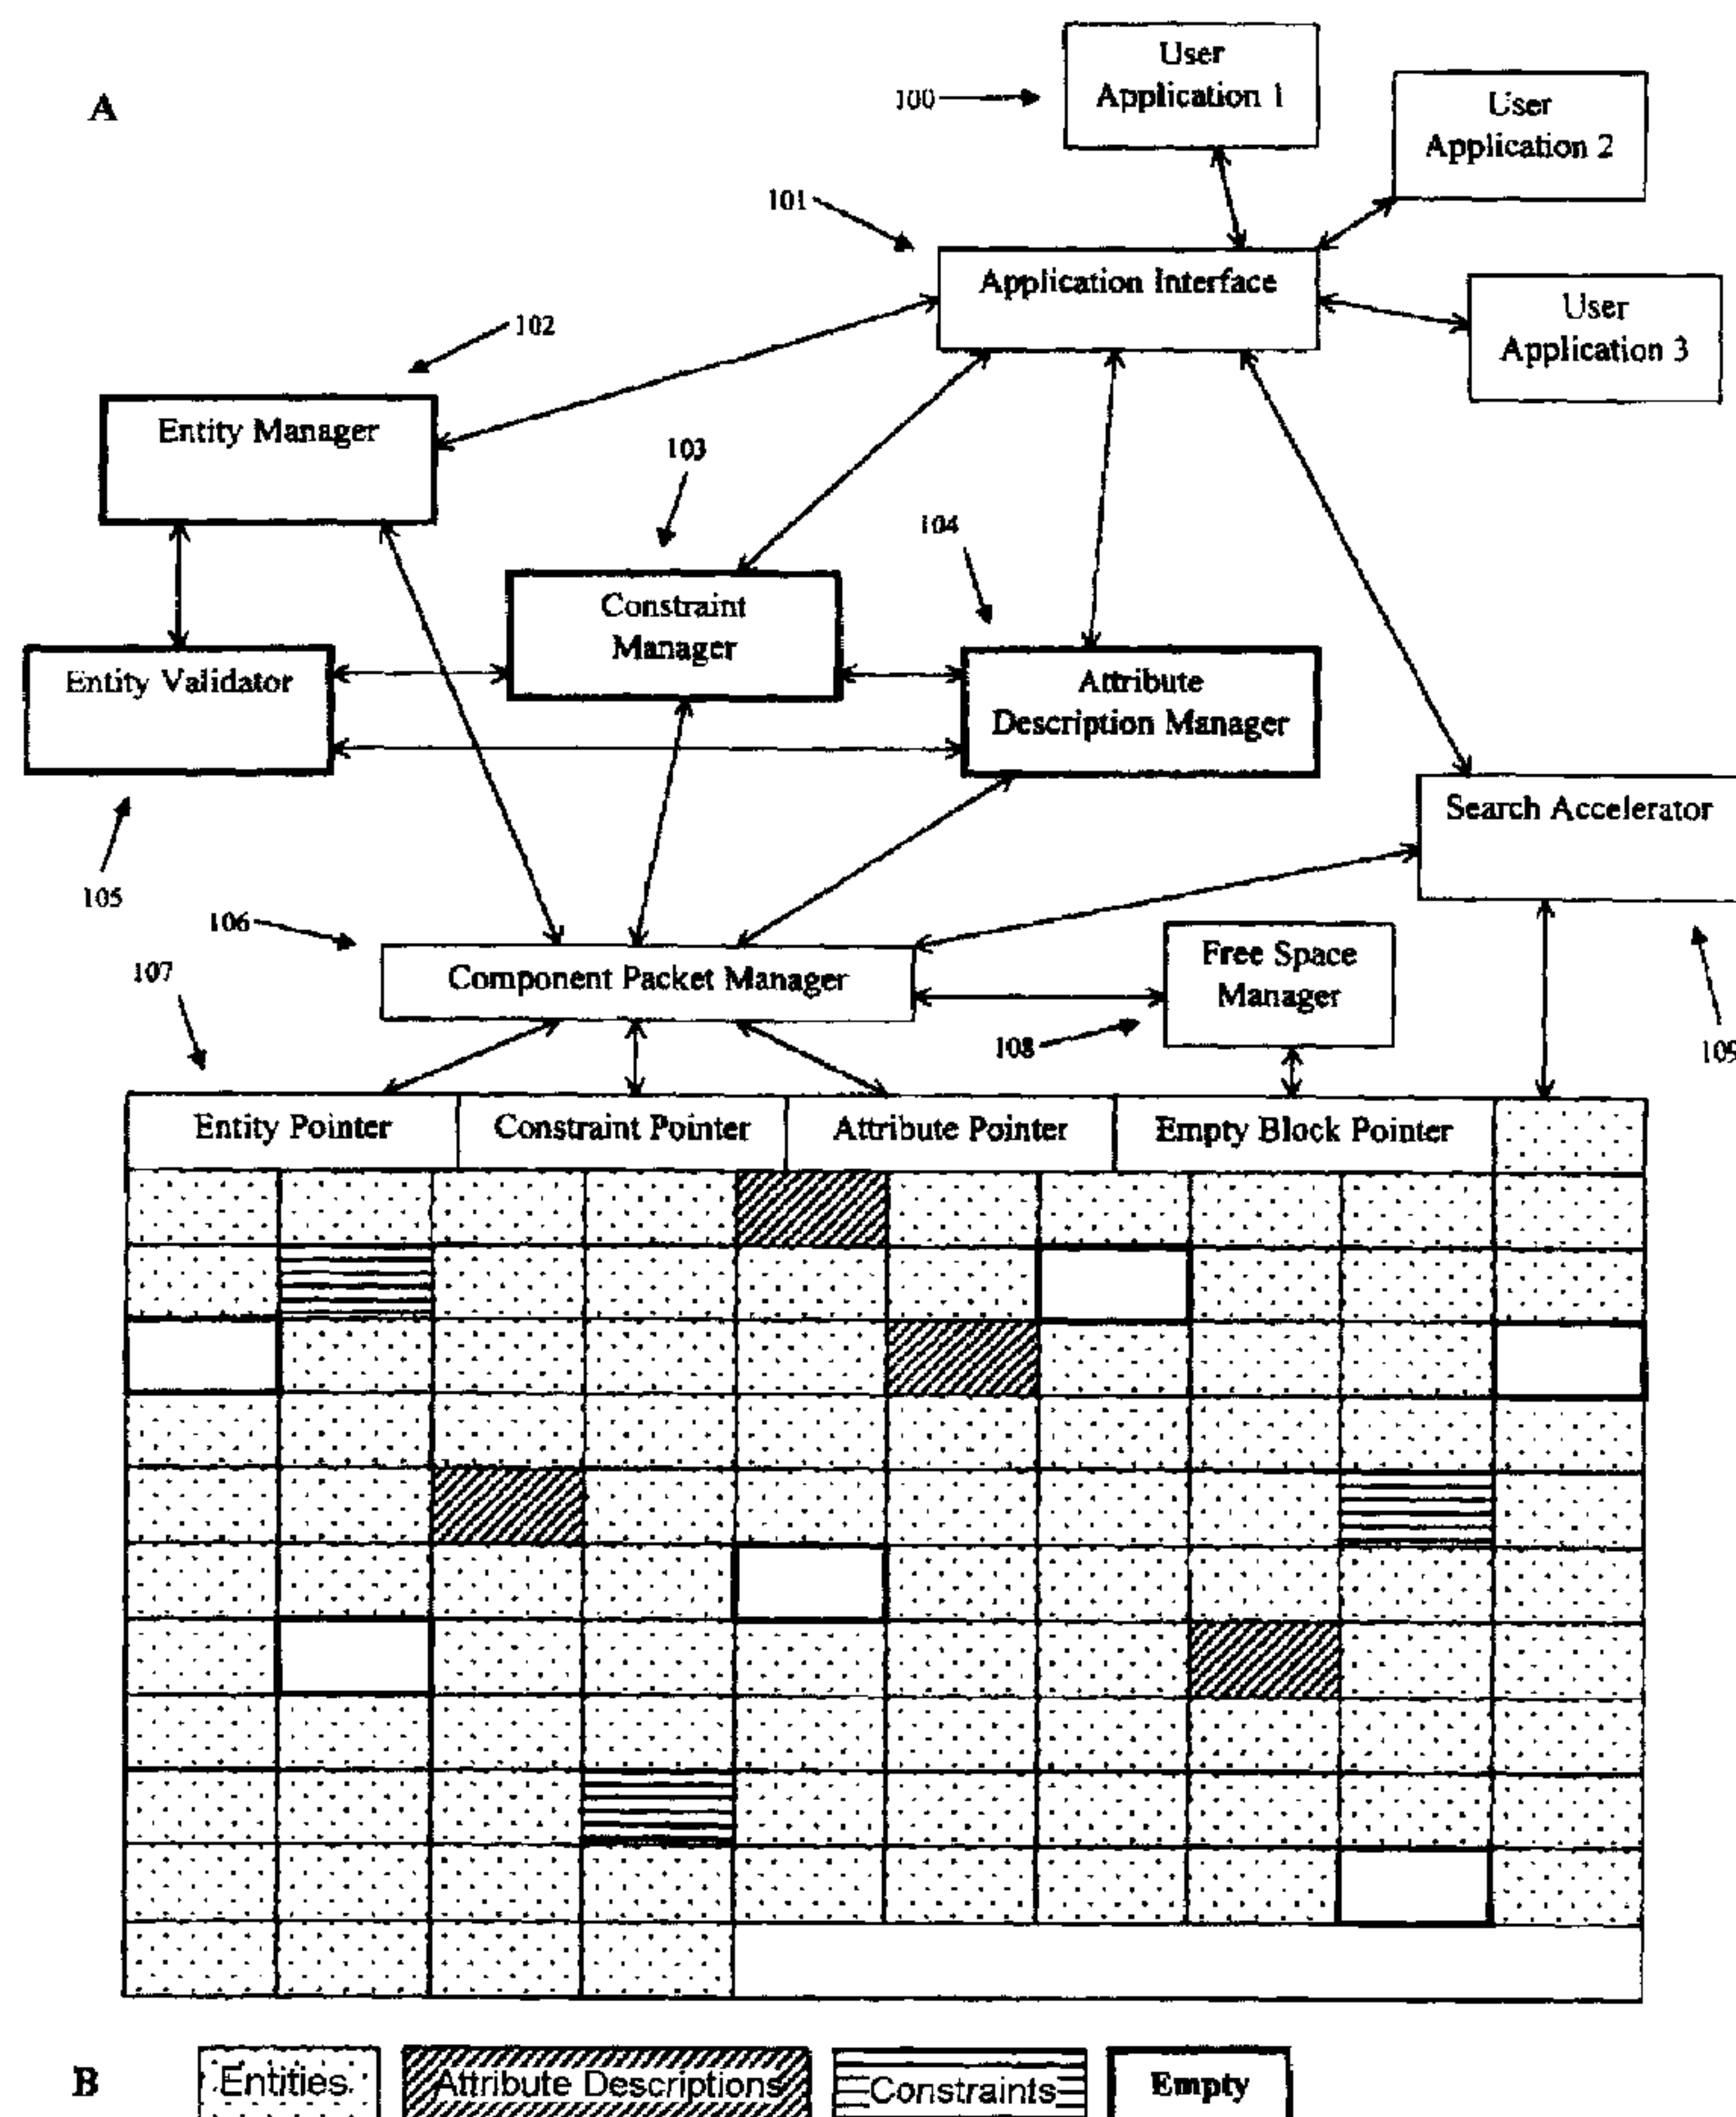 A
100
User
Application 1
User
Application 2
101
Application Interface
User
Application 3
102
Entity Manager
103
Constraint
Manager
104
Attribute
Description Manager
Entity Validator
105
Search Accelerator
109
106
Component Packet Manager
Free Space
Manager
108
107
Entity Pointer
Constraint Pointer
Attribute Pointer
Empty Block Pointer
B
Entities
Attribute Descriptions
Constraints
Empty